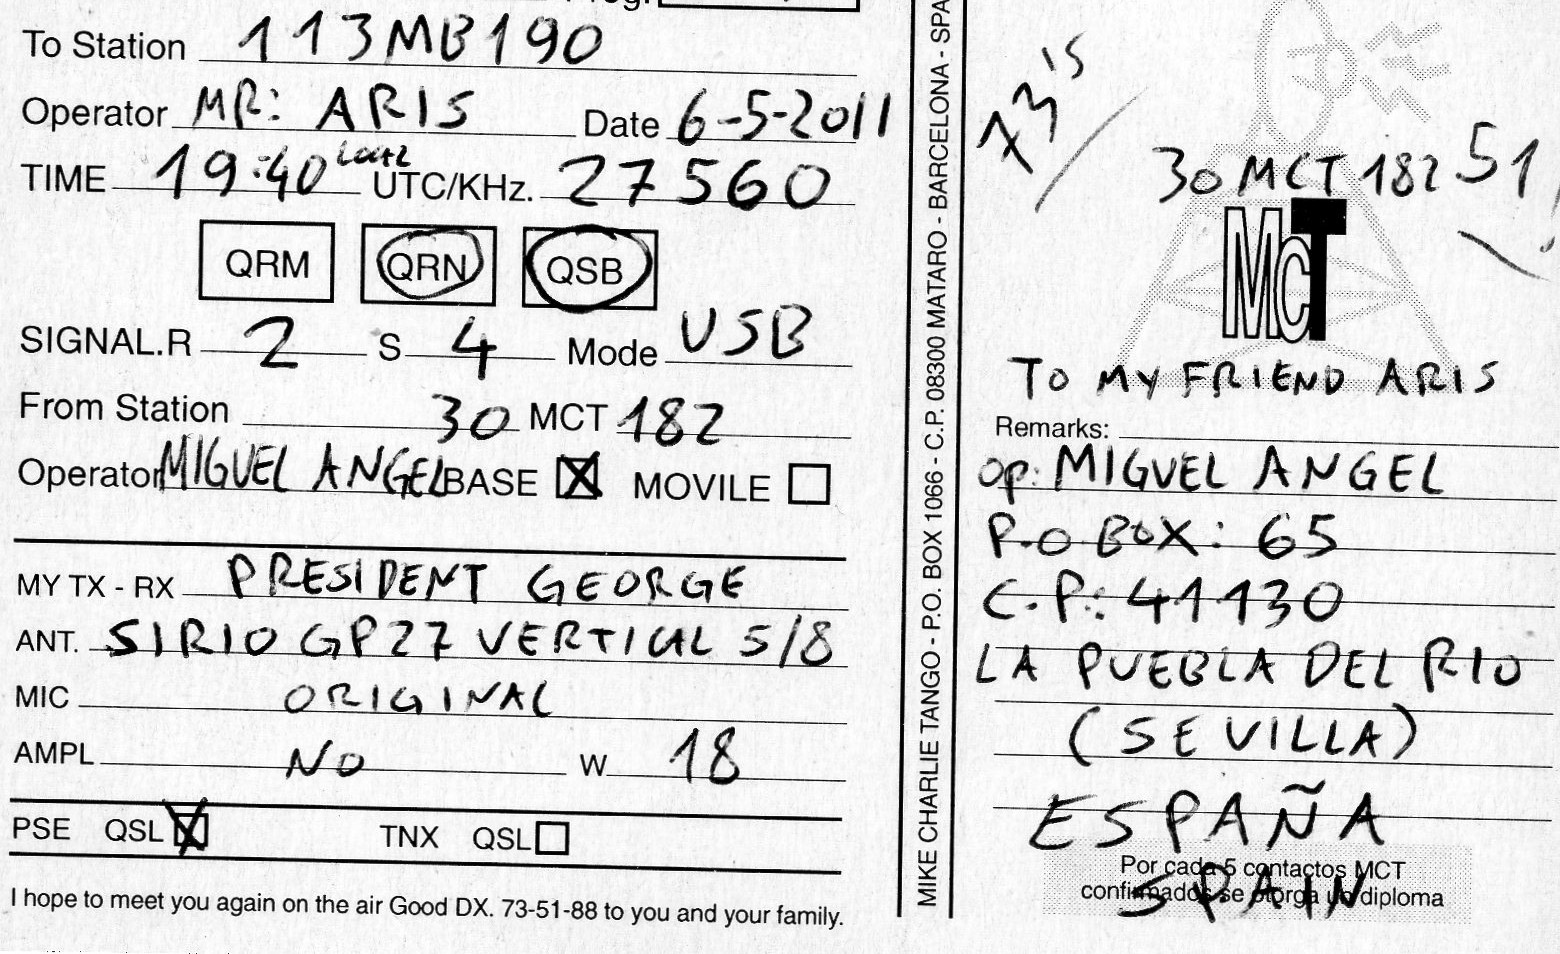 To Station 113MB190
Operator MR: ARIS Date 6-5-2011
TIME 19:40 LOCAL UTC/KHz. 27560
QRM QRN QSB
SIGNAL.R 2 S 4 Mode USB
From Station 30 MCT 182
Operator MIGUEL ANGEL BASE MOVILE
MY TX - RX PRESIDENT GEORGE
ANT. SIRIO GP27 VERTICAL 5/8
MIC ORIGINAL
AMPL NO W 18
PSE QSL TNX QSL
I hope to meet you again on the air Good DX. 73-51-88 to you and your family.
MIKE CHARLIE TANGO - P.O. BOX 1066 - C.P. 08300 MATARO - BARCELONA - SPA
73's
51
30 MCT 182
MCT
TO MY FRIEND ARIS
Remarks:
OP: MIGUEL ANGEL
P.O BOX: 65
C.P.: 41130
LA PUEBLA DEL RIO
(SEVILLA)
ESPAÑA
Por cada 5 contactos MCT
confirmados se otorga un diploma
SPAIN